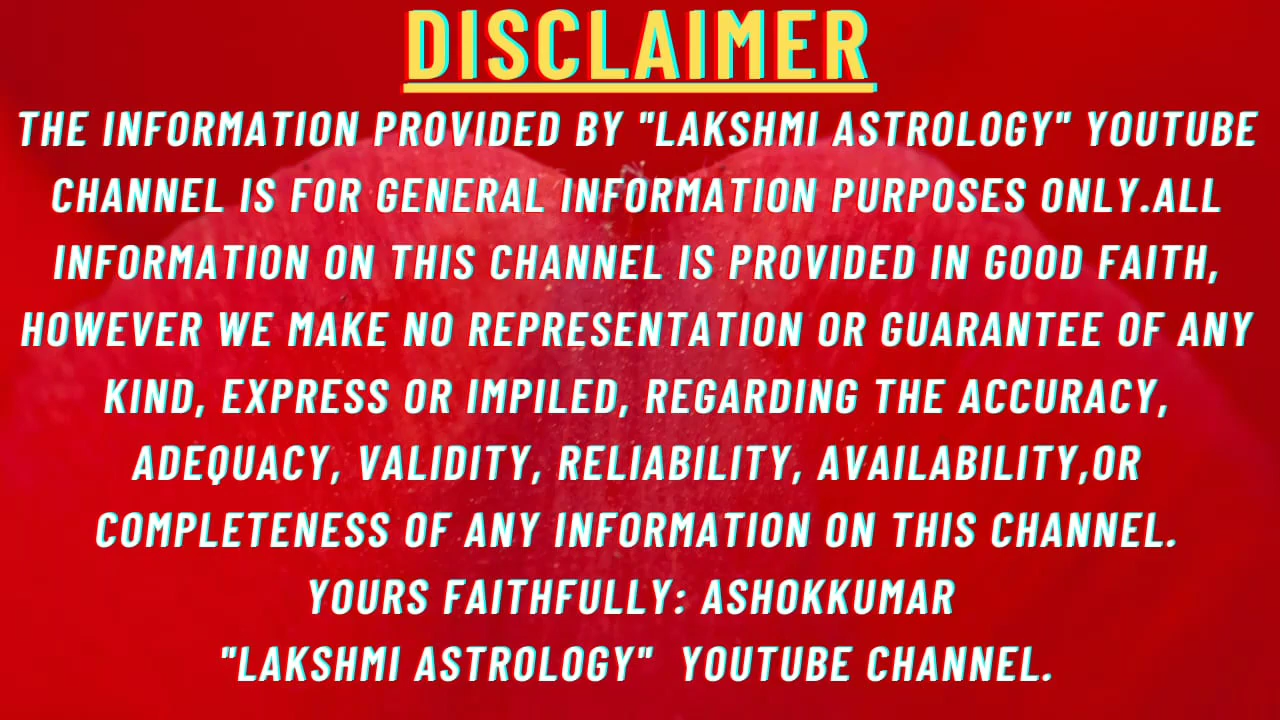 DISCLAIMER
THE INFORMATION PROVIDED BY "LAKSHMI ASTROLOGY" YOUTUBE
CHANNEL IS FOR GENERAL INFORMATION PURPOSES ONLY.ALL
INFORMATION ON THIS CHANNEL IS PROVIDED IN GOOD FAITH,
HOWEVER WE MAKE NO REPRESENTATION OR GUARANTEE OF ANY
KIND, EXPRESS OR IMPILED, REGARDING THE ACCURACY,
ADEQUACY, VALIDITY, RELIABILITY, AVAILABILITY,OR
COMPLETENESS OF ANY INFORMATION ON THIS CHANNEL.
YOURS FAITHFULLY: ASHOKKUMAR
"LAKSHMI ASTROLOGY" YOUTUBE CHANNEL.